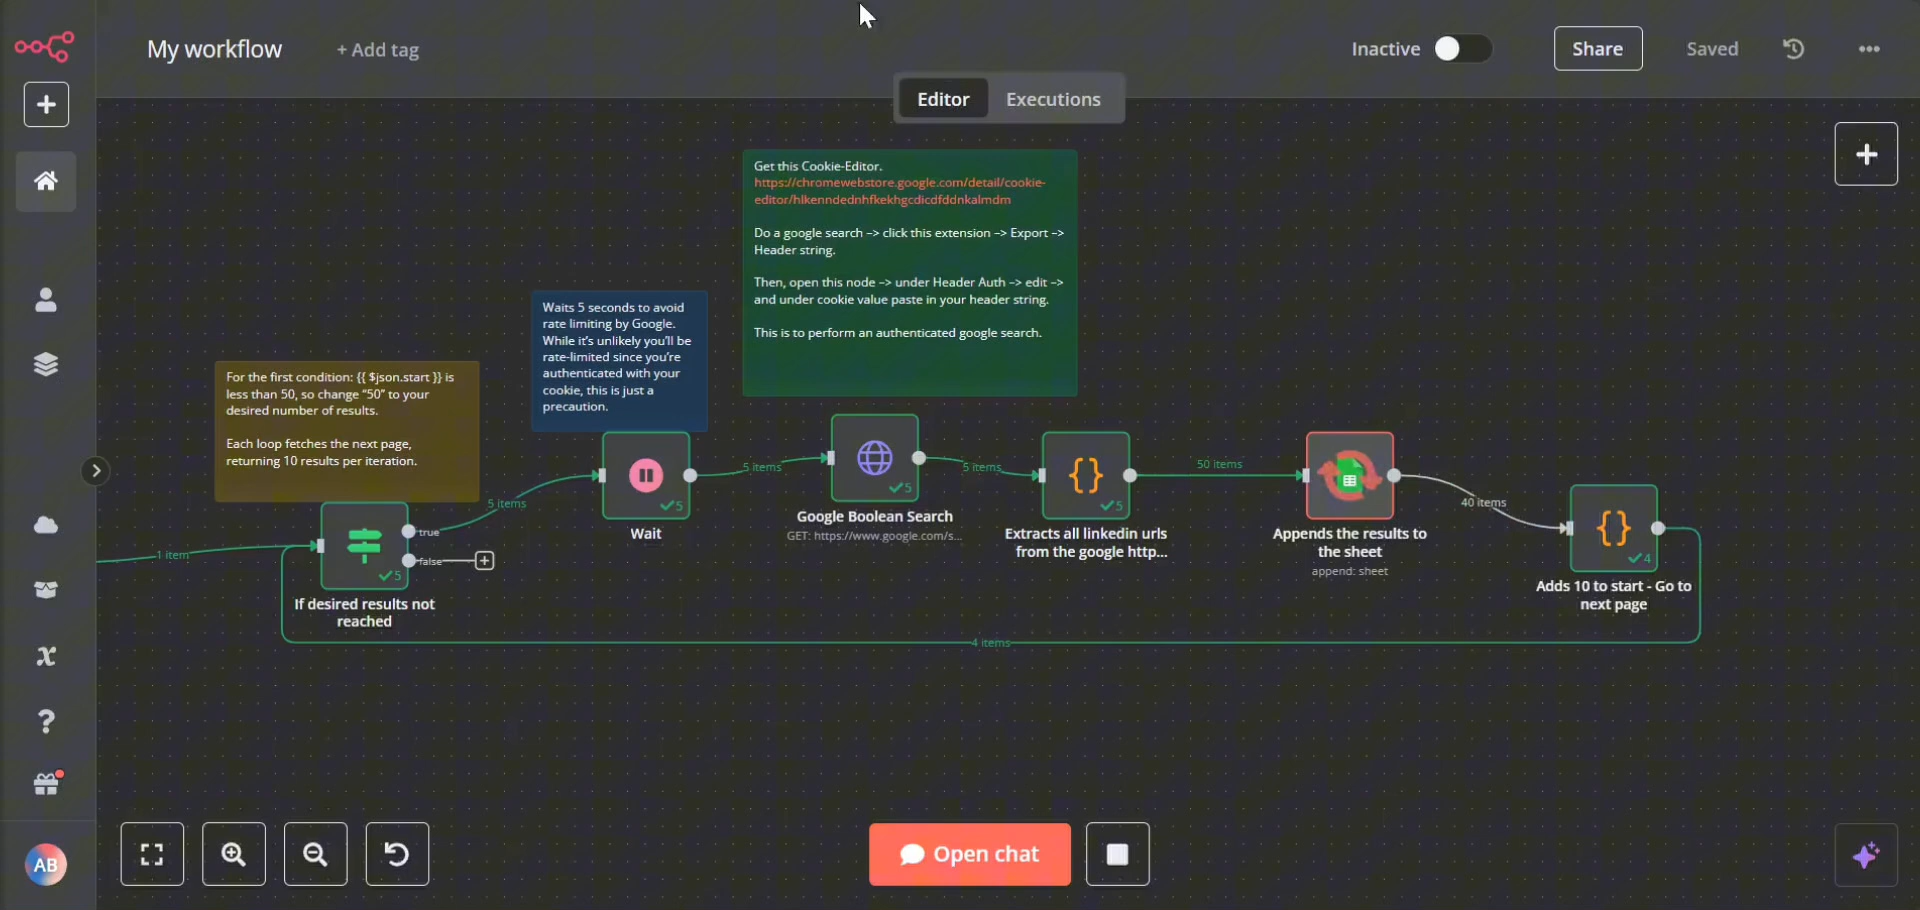 My workflow
+ Add tag
Inactive
Share
Saved
Editor
Executions
Get this Cookie-Editor.
https://chromewebstore.google.com/detail/cookie-
editor/hlkenndednhfkekhgcdicdfddnkalmdm
Do a google search –> click this extension –> Export –>
Header string.
Then, open this node –> under Header Auth –> edit –>
and under cookie value paste in your header string.
This is to perform an authenticated google search.
Waits 5 seconds to avoid
rate limiting by Google.
While it's unlikely you'll be
rate-limited since you're
authenticated with your
cookie, this is just a
precaution.
For the first condition: {{ $json.start }} is
less than 50, so change "50" to your
desired number of results.
Each loop fetches the next page,
returning 10 results per iteration.
1 item
true
false
5
If desired results not
reached
5 items
5
Wait
5 items
5
Google Boolean Search
GET: https://www.google.com/s...
5 items
5
Extracts all linkedin urls
from the google http...
50 items
Appends the results to
the sheet
append: sheet
40 items
4
Adds 10 to start - Go to
next page
4 items
AB
Open chat